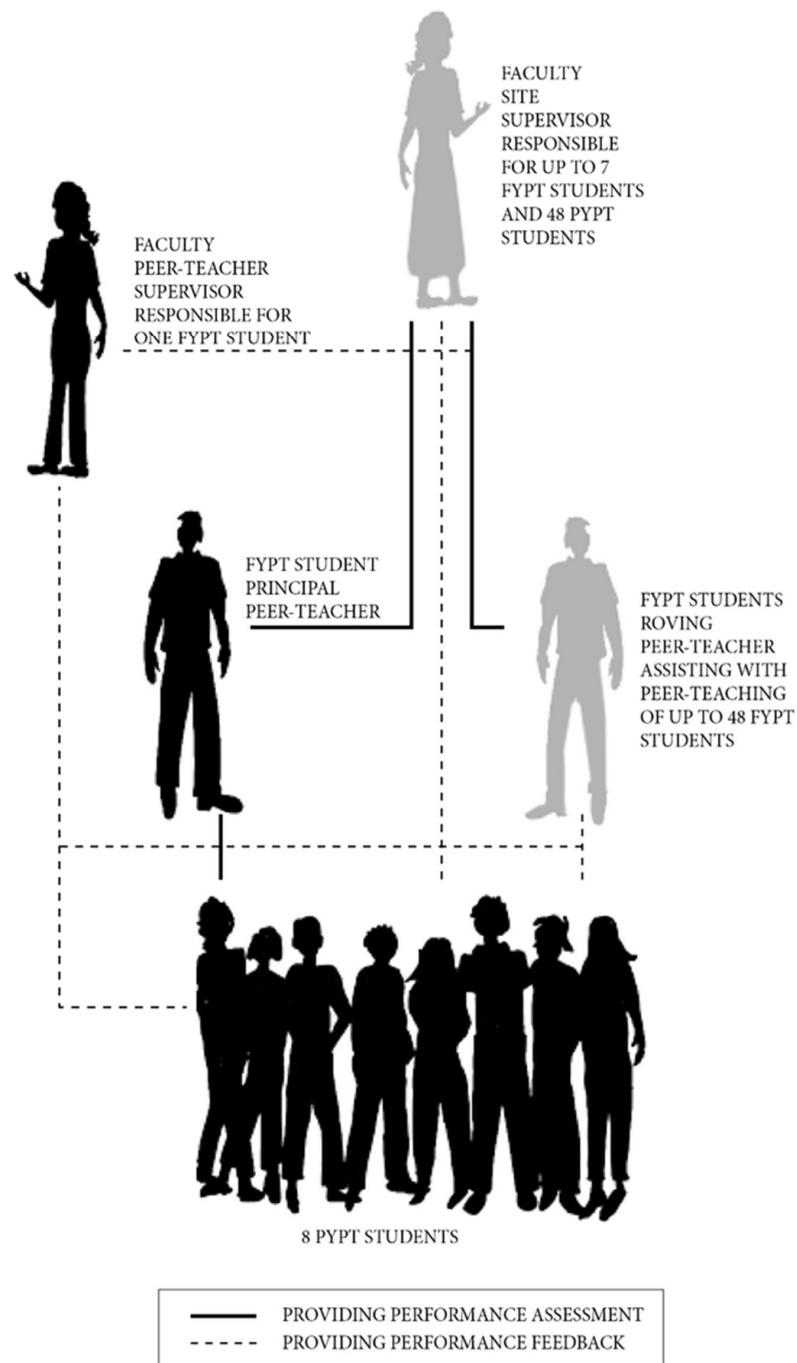 FACULTY
SITE
SUPERVISOR
RESPONSIBLE
FOR UP TO 7
FYPT STUDENTS
AND 48 PYPT
STUDENTS
FACULTY
PEER-TEACHER
SUPERVISOR
RESPONSIBLE FOR
ONE FYPT STUDENT
FYPT STUDENT
PRINCIPAL
PEER-TEACHER
FYPT STUDENTS
ROVING
PEER-TEACHER
ASSISTING WITH
PEER-TEACHING
OF UP TO 48 FYPT
STUDENTS
8 PYPT STUDENTS
PROVIDING PERFORMANCE ASSESSMENT
PROVIDING PERFORMANCE FEEDBACK